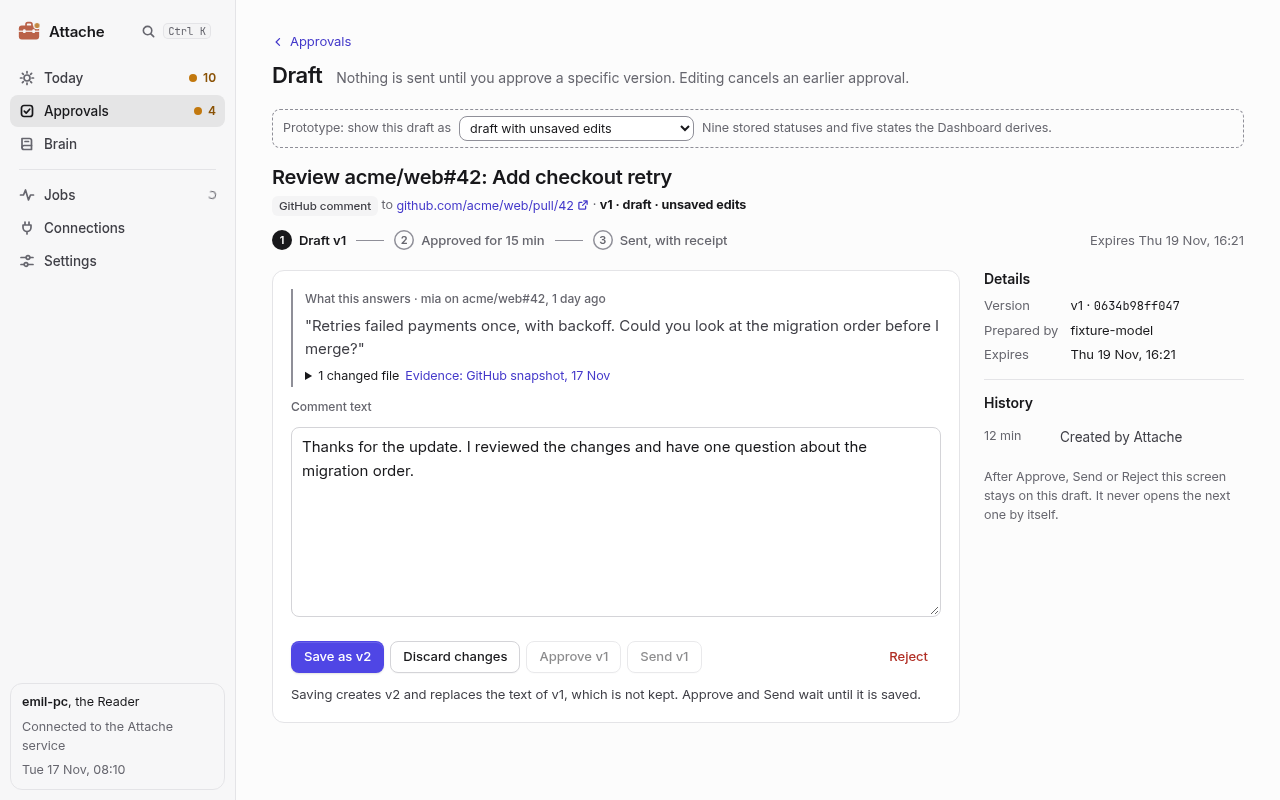 Attache
Ctrl K
Today
10
Approvals
4
Brain
Jobs
Connections
Settings
emil-pc, the Reader
Connected to the Attache
service
Tue 17 Nov, 08:10
Approvals
Draft
Nothing is sent until you approve a specific version. Editing cancels an earlier approval.
Prototype: show this draft as
draft with unsaved edits
Nine stored statuses and five states the Dashboard derives.
Review acme/web#42: Add checkout retry
GitHub comment to github.com/acme/web/pull/42 · v1 · draft · unsaved edits
1 Draft v1
2 Approved for 15 min
3 Sent, with receipt
Expires Thu 19 Nov, 16:21
What this answers · mia on acme/web#42, 1 day ago
"Retries failed payments once, with backoff. Could you look at the migration order before I
merge?"
1 changed file Evidence: GitHub snapshot, 17 Nov
Comment text
Thanks for the update. I reviewed the changes and have one question about the
migration order.
Save as v2
Discard changes
Approve v1
Send v1
Reject
Saving creates v2 and replaces the text of v1, which is not kept. Approve and Send wait until it is saved.
Details
Version v1 · 0634b98ff047
Prepared by fixture-model
Expires Thu 19 Nov, 16:21
History
12 min Created by Attache
After Approve, Send or Reject this screen
stays on this draft. It never opens the next
one by itself.